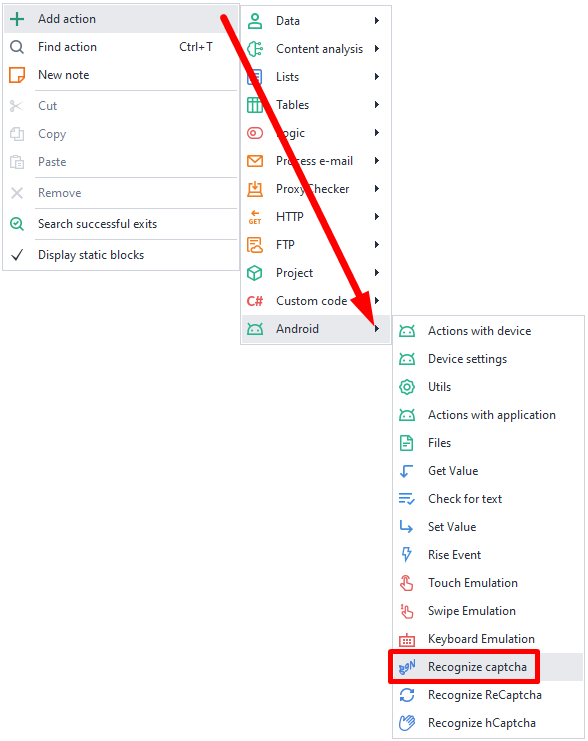 Add action
Find action Ctrl+T
New note
Cut
Copy
Paste
Remove
Search successful exits
Display static blocks
Data
Content analysis
Lists
Tables
Logic
Process e-mail
ProxyChecker
GET HTTP
FTP
Project
C# Custom code
Android
Actions with device
Device settings
Utils
Actions with application
Files
Get Value
Check for text
Set Value
Rise Event
Touch Emulation
Swipe Emulation
Keyboard Emulation
Recognize captcha
Recognize ReCaptcha
Recognize hCaptcha